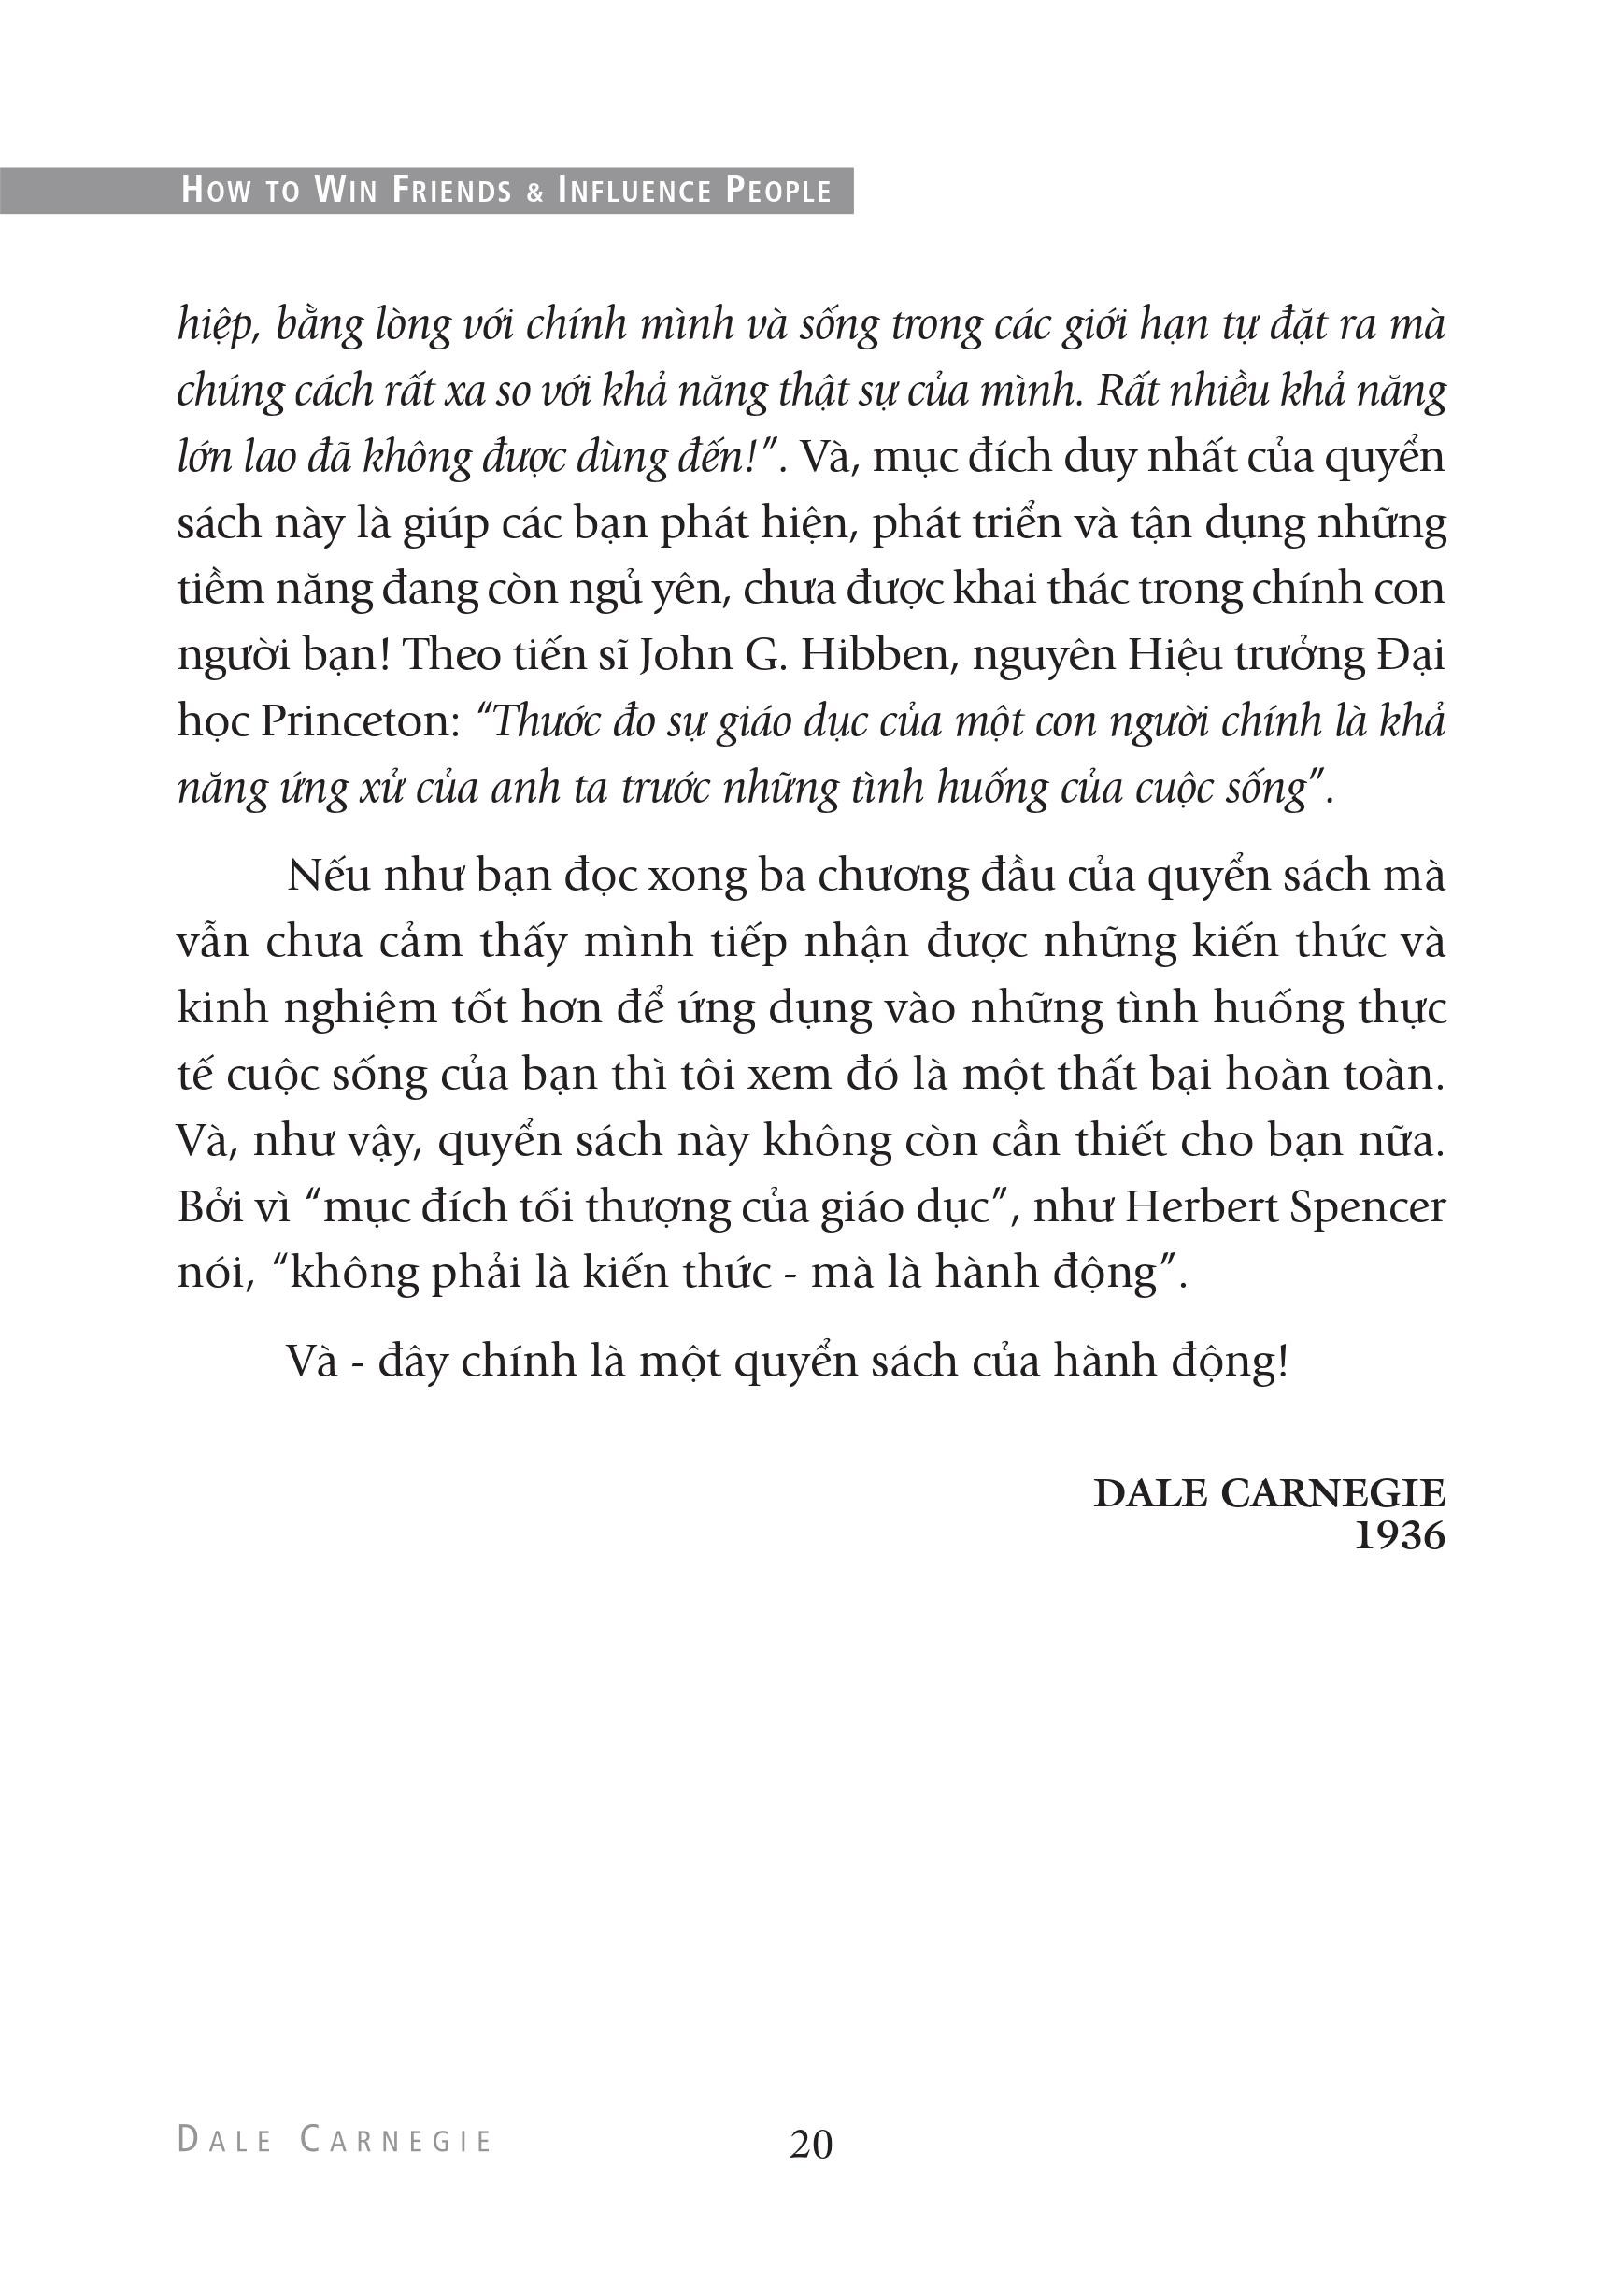 HOW TO WIN FRIENDS & INFLUENCE PEOPLE
hiệp, bằng lòng với chính mình và sống trong các giới hạn tự đặt ra mà
chúng cách rất xa so với khả năng thật sự của mình. Rất nhiều khả năng
lớn lao đã không được dùng đến!”. Và, mục đích duy nhất của quyển
sách này là giúp các bạn phát hiện, phát triển và tận dụng những
tiềm năng đang còn ngủ yên, chưa được khai thác trong chính con
người bạn! Theo tiến sĩ John G. Hibben, nguyên Hiệu trưởng Đại
học Princeton: “Thước đo sự giáo dục của một con người chính là khả
năng ứng xử của anh ta trước những tình huống của cuộc sống”.
Nếu như bạn đọc xong ba chương đầu của quyển sách mà
vẫn chưa cảm thấy mình tiếp nhận được những kiến thức và
kinh nghiệm tốt hơn để ứng dụng vào những tình huống thực
tế cuộc sống của bạn thì tôi xem đó là một thất bại hoàn toàn.
Và, như vậy, quyển sách này không còn cần thiết cho bạn nữa.
Bởi vì “mục đích tối thượng của giáo dục”, như Herbert Spencer
nói, “không phải là kiến thức - mà là hành động”.
Và - đây chính là một quyển sách của hành động!
DALE CARNEGIE
1936
DALE CARNEGIE 20